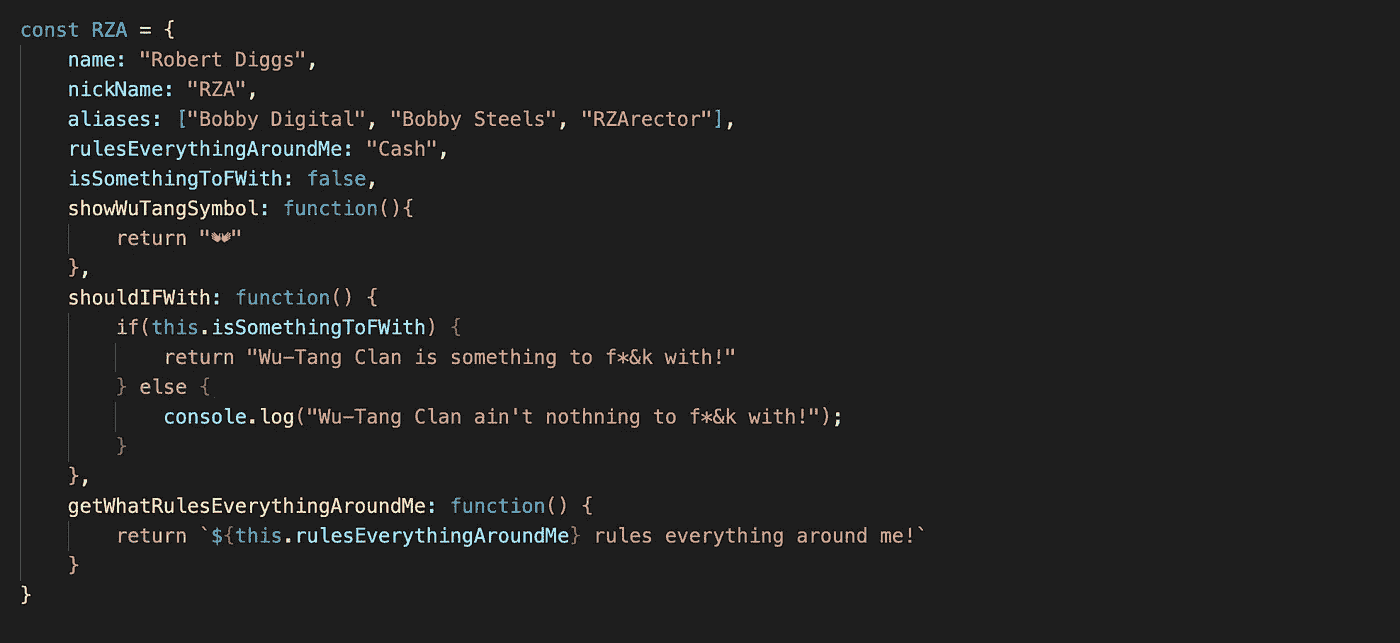 const RZA = {
name: "Robert Diggs",
nickName: "RZA",
aliases: ["Bobby Digital", "Bobby Steels", "RZArector"],
rulesEverythingAroundMe: "Cash",
isSomethingToFWith: false,
showWuTangSymbol: function(){
return "👐"
},
shouldIFWith: function() {
if(this.isSomethingToFWith) {
return "Wu-Tang Clan is something to f*&k with!"
} else {
console.log("Wu-Tang Clan ain't nothning to f*&k with!");
}
},
getWhatRulesEverythingAroundMe: function() {
return `${this.rulesEverythingAroundMe} rules everything around me!`
}
}